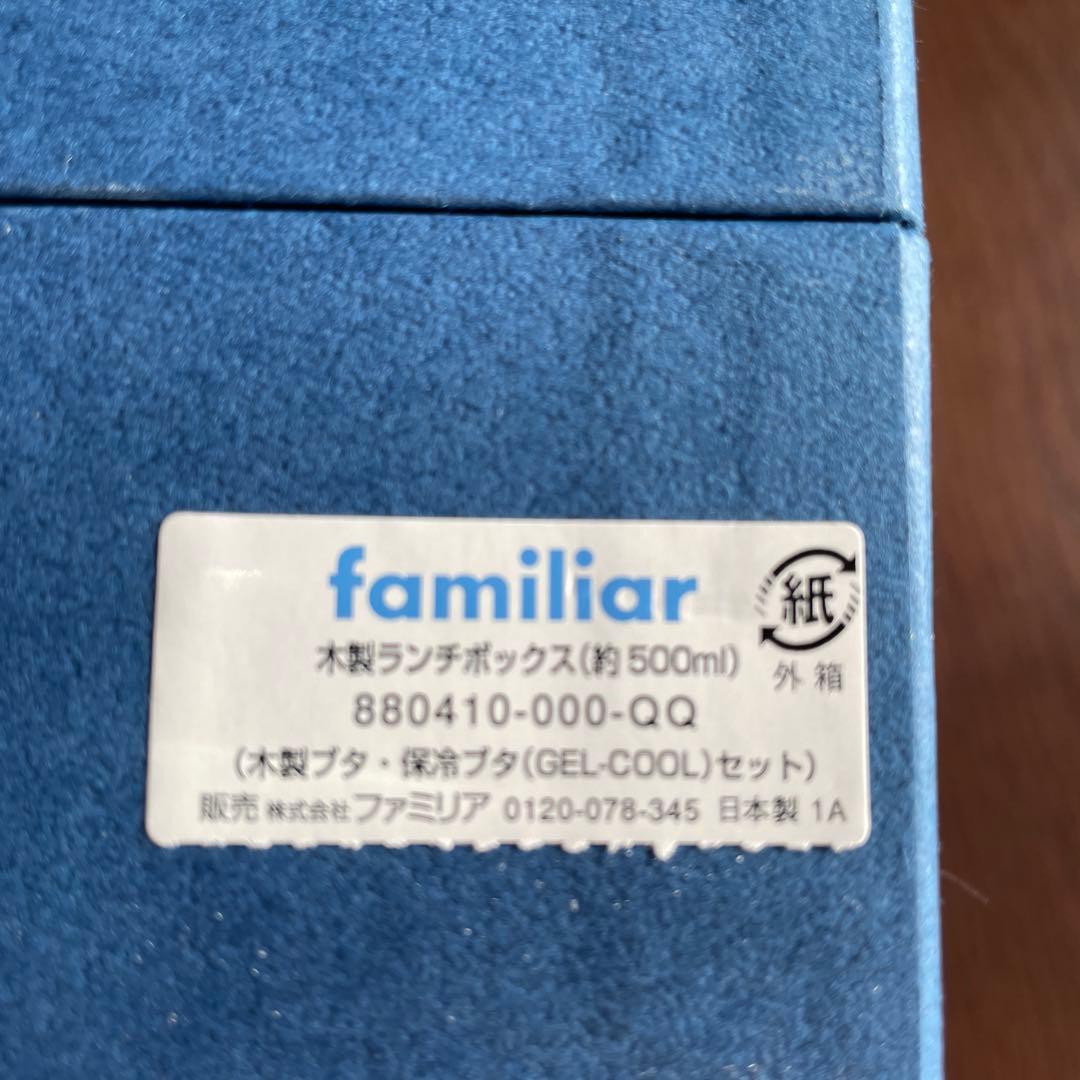 familiar
紙
外箱
木製ランチボックス(約500ml)
880410-000-QQ
(木製ブタ・保冷ブタ(GEL-COOL)セット)
販売 株式会社ファミリア 0120-078-345 日本製 1A